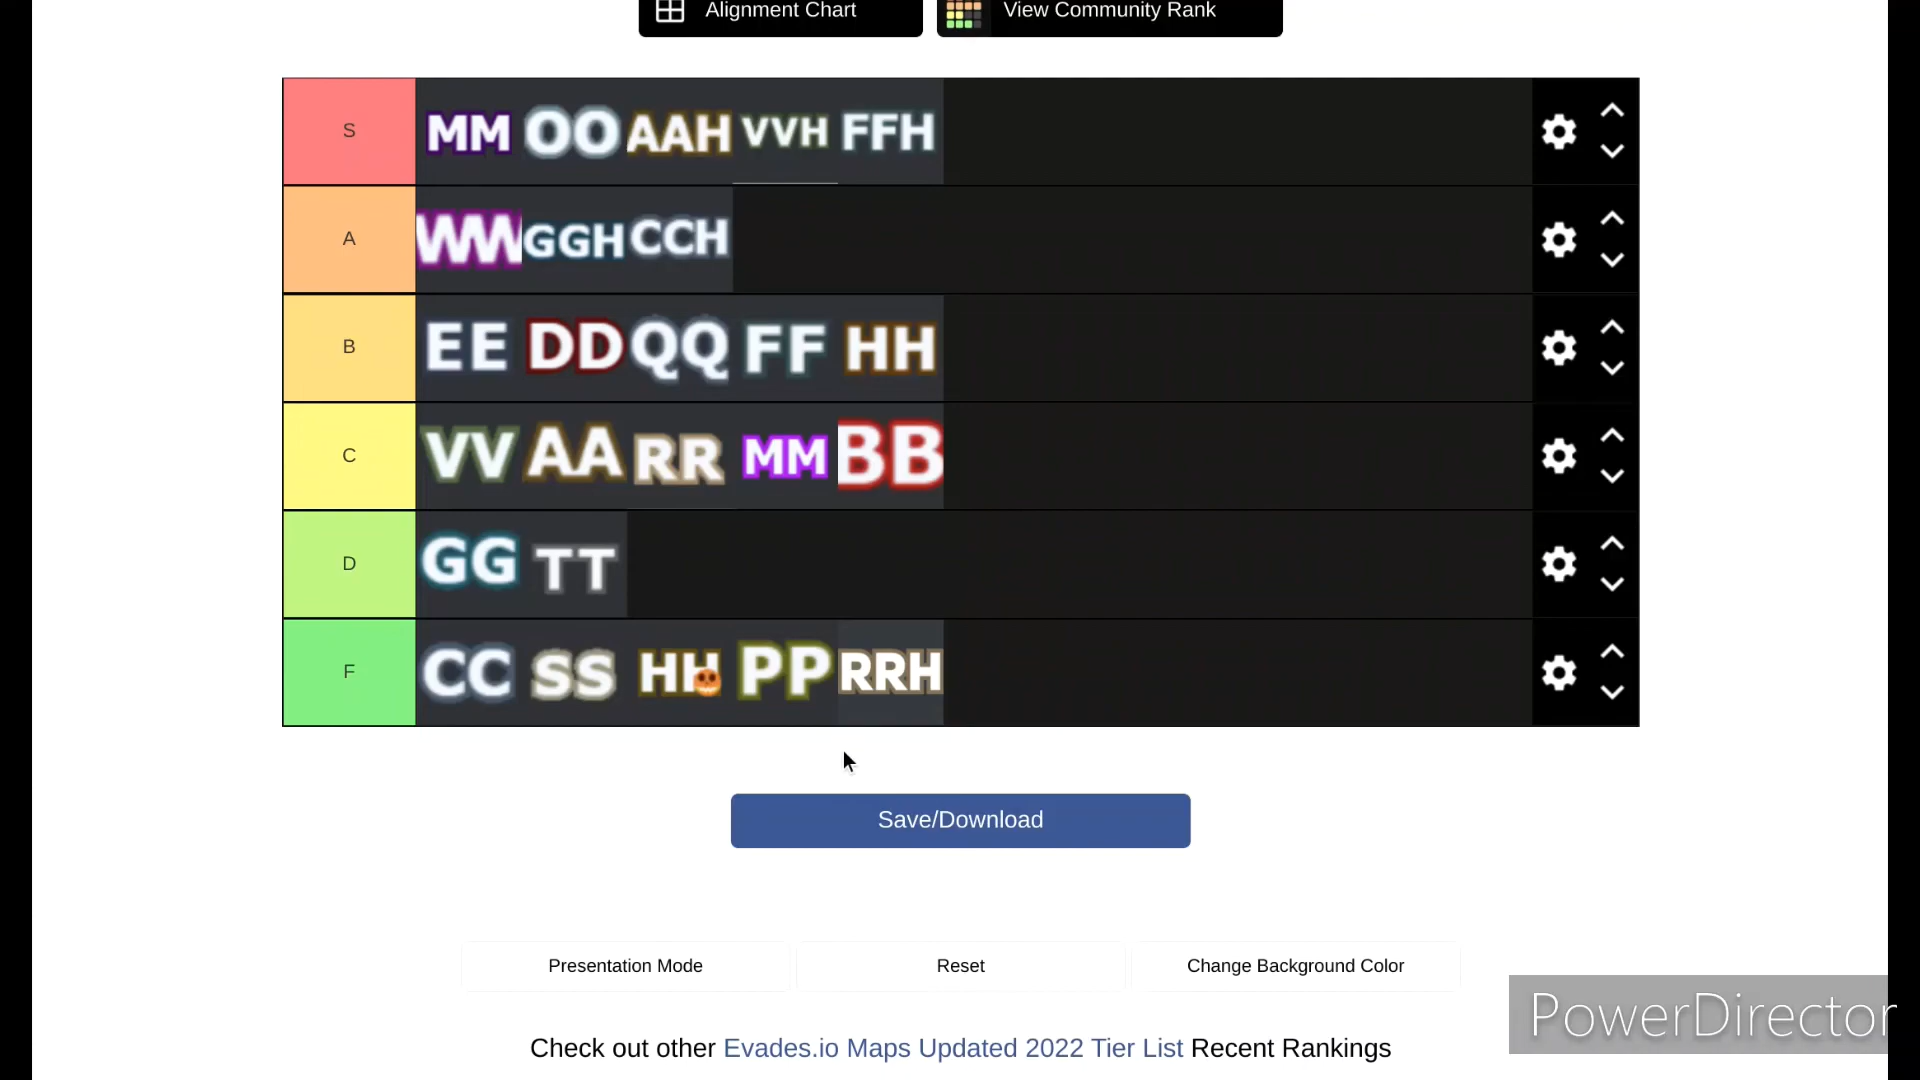 Alignment Chart View Community Rank
S MM OO AAH VVH FFH
A WW GGH CCH
B EE DD QQ FF HH
C VV AA RR MM BB
D GG TT
F CC SS HH PP RRH
Save/Download
Presentation Mode Reset Change Background Color
PowerDirector
Check out other Evades.io Maps Updated 2022 Tier List Recent Rankings